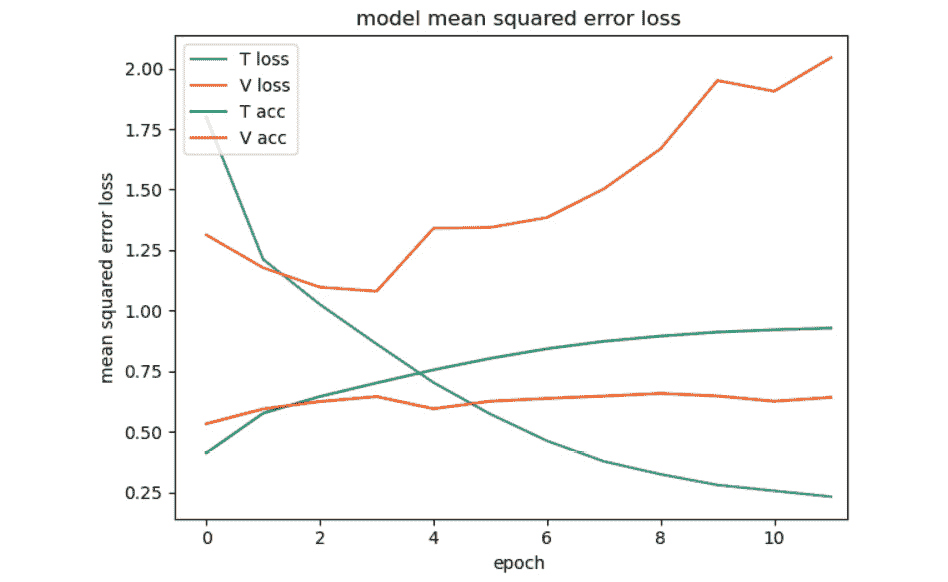 model mean squared error loss
T loss
V loss
T acc
V acc
mean squared error loss
2.00
1.75
1.50
1.25
1.00
0.75
0.50
0.25
0 2 4 6 8 10
epoch